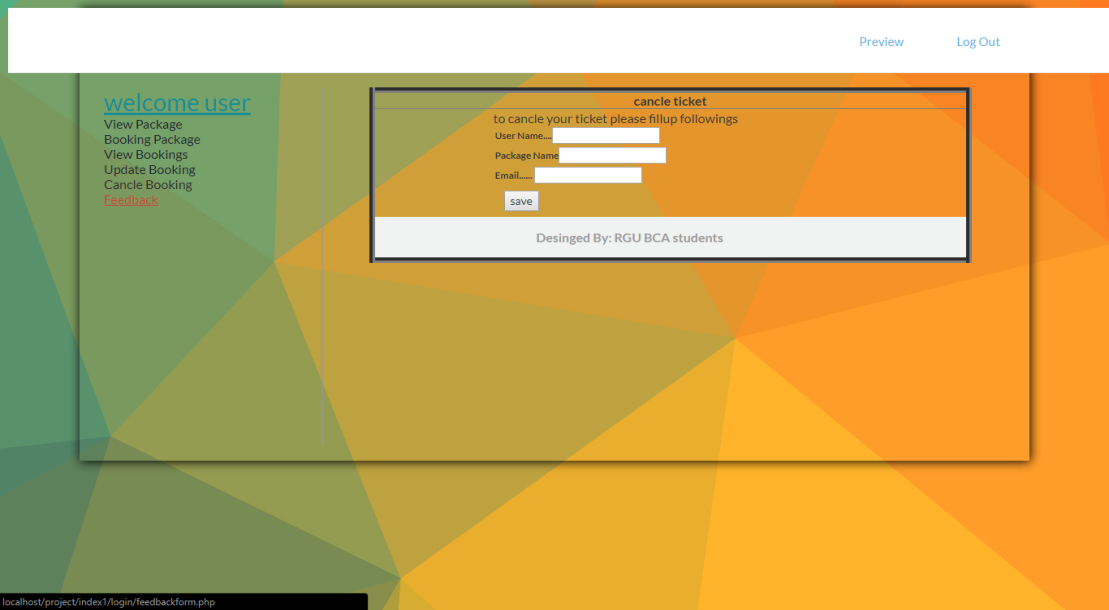 Preview
Log Out
welcome user
View Package
Booking Package
View Bookings
Update Booking
Cancle Booking
Feedback
cancle ticket
to cancle your ticket please fillup followings
User Name....
Package Name
Email......
save
Desinged By: RGU BCA students
localhost/project/index1/login/feedbackform.php